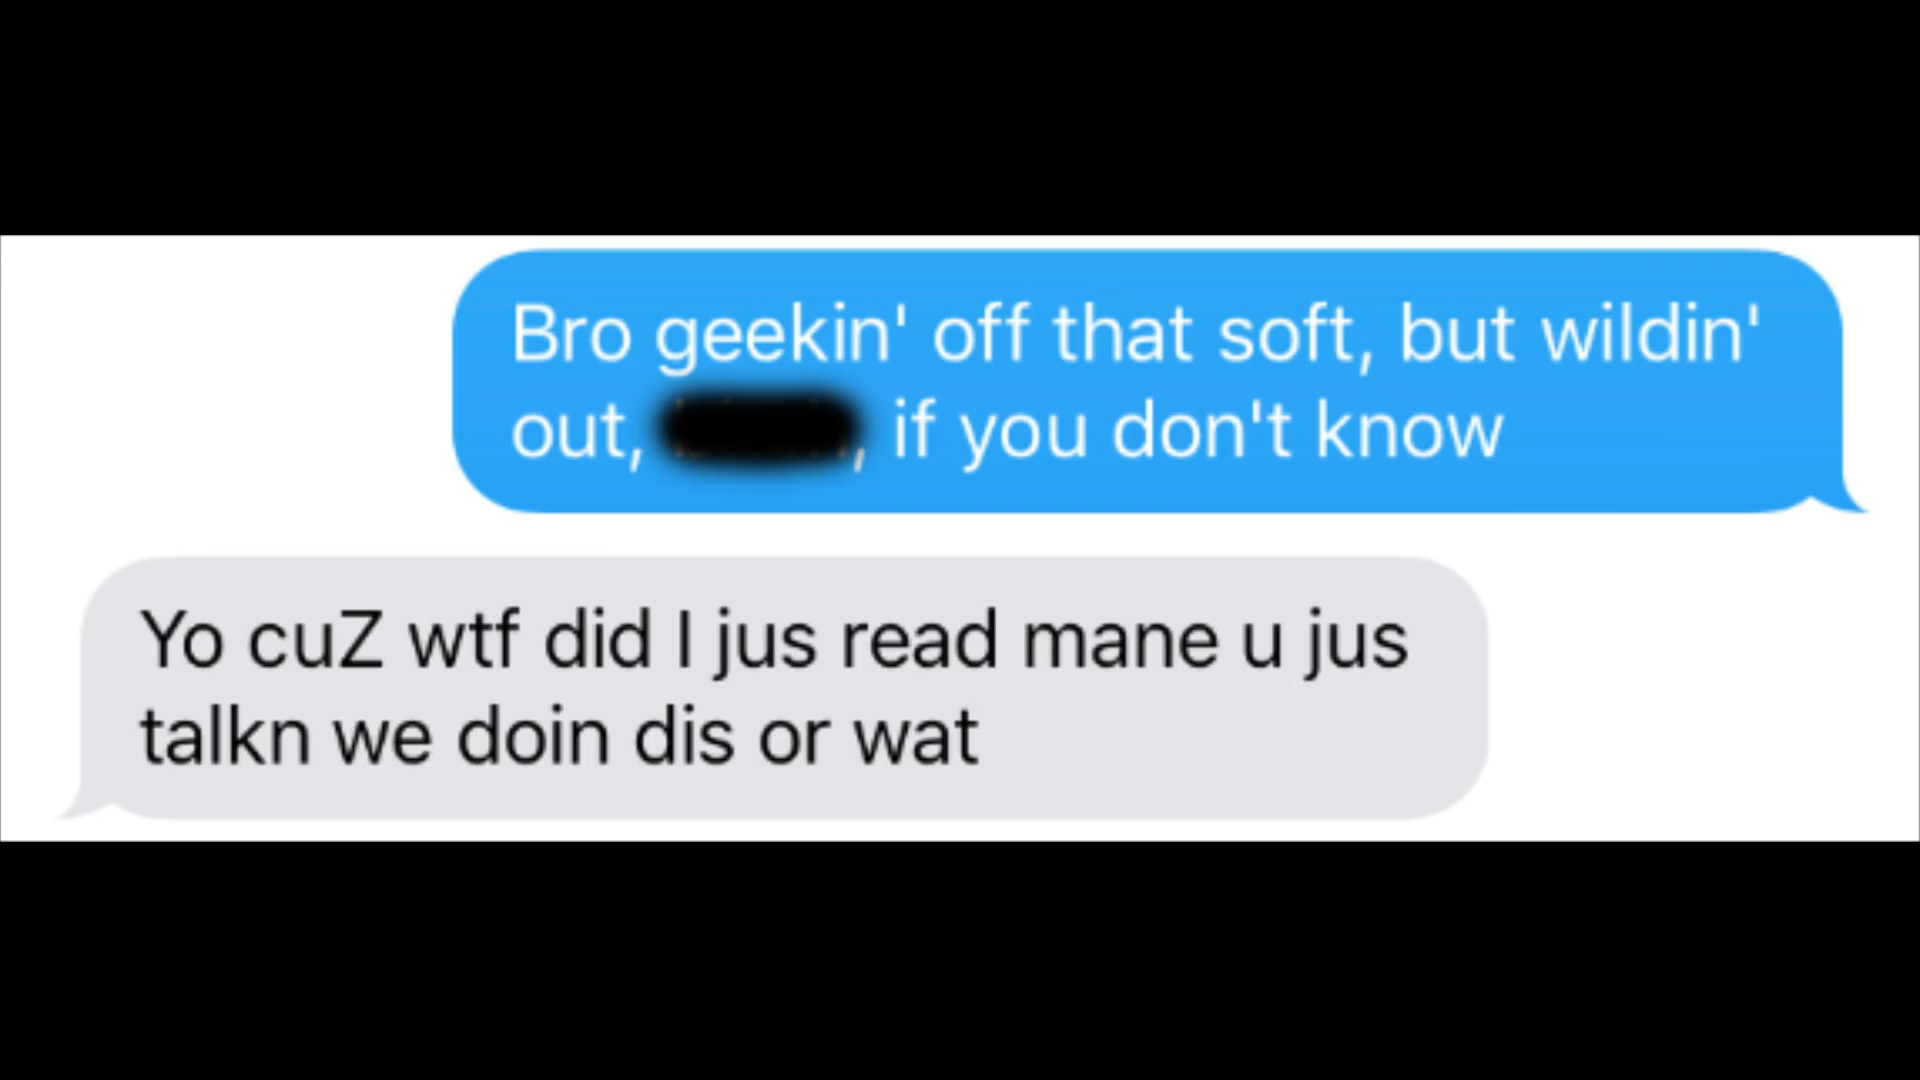 Bro geekin' off that soft, but wildin'
out, , if you don't know
Yo cuZ wtf did I jus read mane u jus
talkn we doin dis or wat